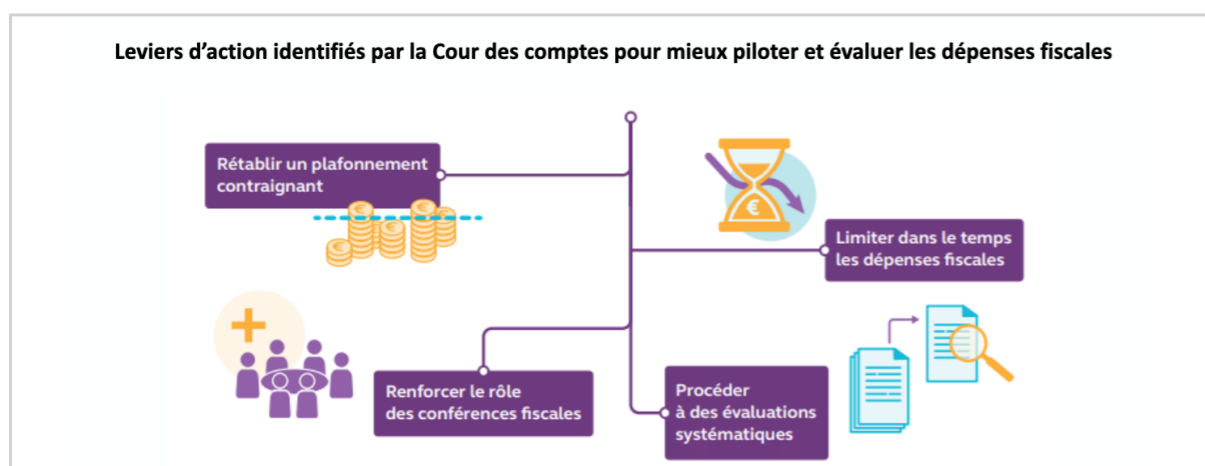 Leviers d’action identifiés par la Cour des comptes pour mieux piloter et évaluer les dépenses fiscales
Rétablir un plafonnement
contraignant
Limiter dans le temps
les dépenses fiscales
Renforcer le rôle
des conférences fiscales
Procéder
à des évaluations
systématiques